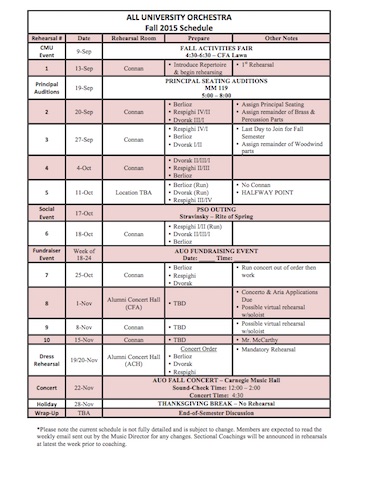 ALL UNIVERSITY ORCHESTRA
Fall 2015 Schedule
Rehearsal # Date Rehearsal Room Prepare Other Notes
CMU Event 9-Sep FALL ACTIVITIES FAIR
4:30-6:30 – CFA Lawn
1 13-Sep Connan • Introduce Repertoire & begin rehearsing • 1st Rehearsal
Principal Auditions 19-Sep PRINCIPAL SEATING AUDITIONS
MM 119
5:00 – 8:00
2 20-Sep Connan • Berlioz • Assign Principal Seating
• Respighi IV/II • Assign remainder of Brass & Percussion Parts
• Dvorak III/I
3 27-Sep Connan • Respighi IV/I • Last Day to Join for Fall Semester
• Berlioz • Assign remainder of Woodwind parts
• Dvorak I/II
4 4-Oct Connan • Dvorak II/III/I
• Respighi II/III
• Berlioz
5 11-Oct Location TBA • Berlioz (Run) • No Connan
• Dvorak (Run) • HALFWAY POINT
• Respighi III/IV
Social Event 17-Oct PSO OUTING
Stravinsky – Rite of Spring
6 18-Oct Connan • Respighi I/II (Run)
• Dvorak II/III/I
• Berlioz
Fundraiser Event Week of 18-24 AUO FUNDRAISING EVENT
Date: ____ Time: ____
7 25-Oct Connan • Berlioz • Run concert out of order then work
• Respighi
• Dvorak
8 1-Nov Alumni Concert Hall (CFA) • TBD • Concerto & Aria Applications Due
• Possible virtual rehearsal w/soloist
9 8-Nov Connan • TBD • Possible virtual rehearsal w/soloist
10 15-Nov Connan • TBD • Mr. McCarthy
Dress Rehearsal 19/20-Nov Alumni Concert Hall (ACH) Concert Order • Mandatory Rehearsal
• Berlioz
• Dvorak
• Respighi
Concert 22-Nov AUO FALL CONCERT – Carnegie Music Hall
Sound-Check Time: 12:00 – 2:00
Concert Time: 4:30
Holiday 28-Nov THANKSGIVING BREAK – No Rehearsal
Wrap-Up TBA End-of-Semester Discussion
*Please note the current schedule is not fully detailed and is subject to change. Members are expected to read the
weekly email sent out by the Music Director for any changes. Sectional Coachings will be announced in rehearsals
at latest the week prior to coaching.